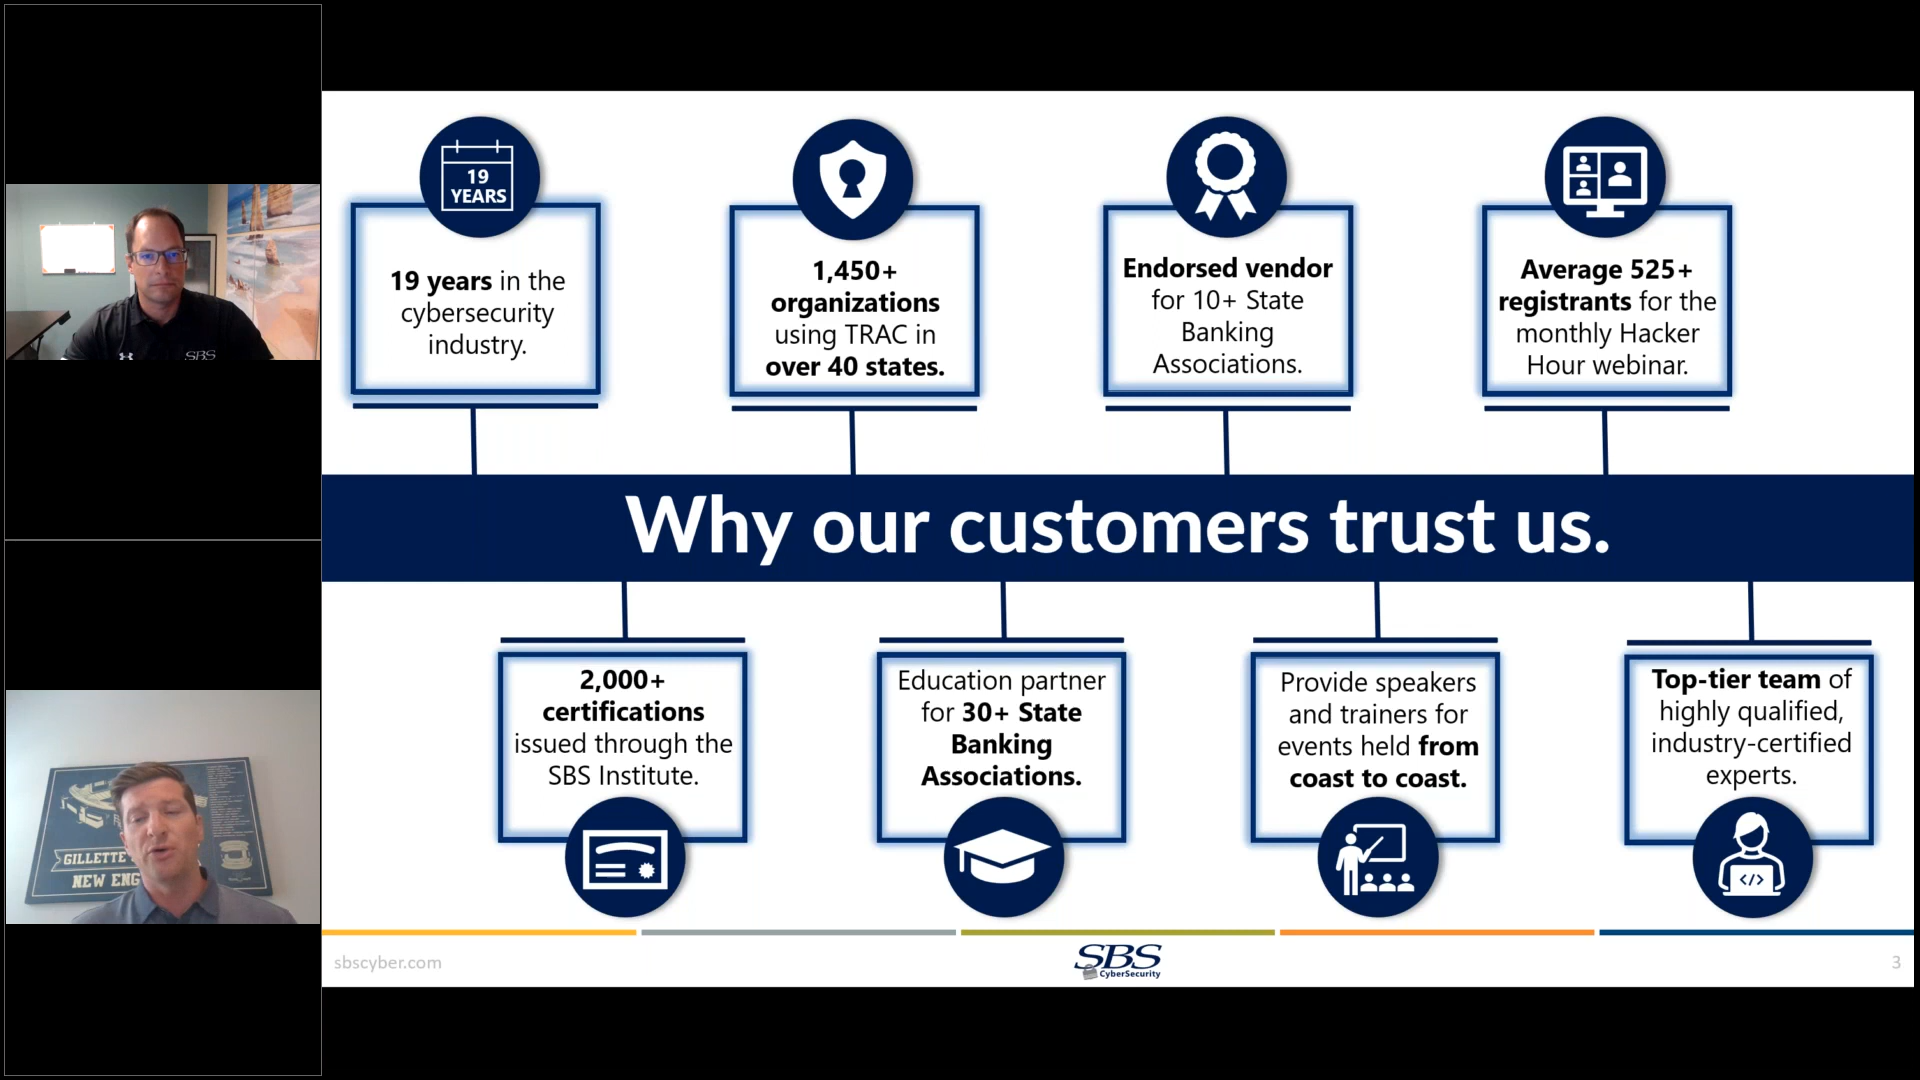 19
YEARS
19 years in the
cybersecurity
industry.
1,450+
organizations
using TRAC in
over 40 states.
Endorsed vendor
for 10+ State
Banking
Associations.
Average 525+
registrants for the
monthly Hacker
Hour webinar.
Why our customers trust us.
2,000+
certifications
issued through the
SBS Institute.
Education partner
for 30+ State
Banking
Associations.
Provide speakers
and trainers for
events held from
coast to coast.
Top-tier team of
highly qualified,
industry-certified
experts.
</>
sbscyber.com
SBS
CyberSecurity
3
SBS
GILLETTE
NEW ENG